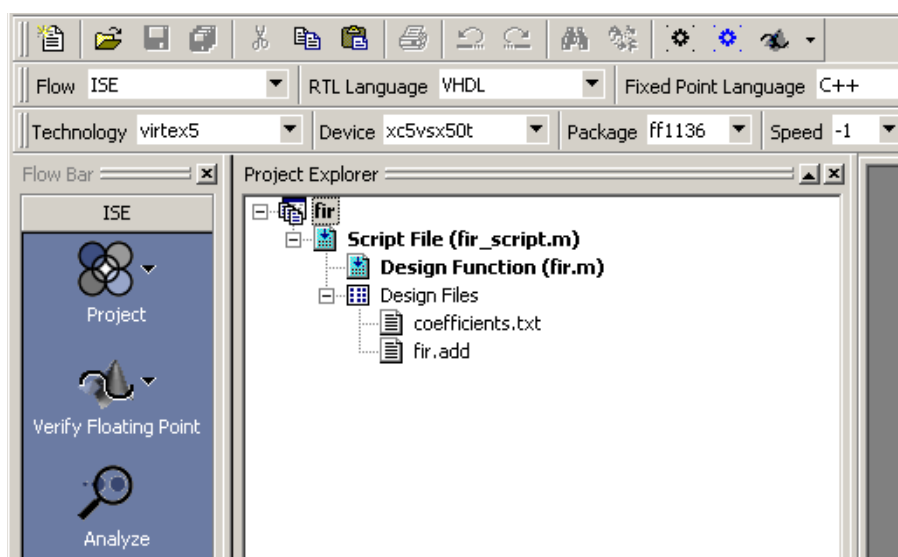 Flow ISE RTL Language VHDL Fixed Point Language C++
Technology virtex5 Device xc5vsx50t Package ff1136 Speed -1
Flow Bar Project Explorer
ISE
fir
Script File (fir_script.m)
Design Function (fir.m)
Design Files
coefficients.txt
fir.add
Project
Verify Floating Point
Analyze